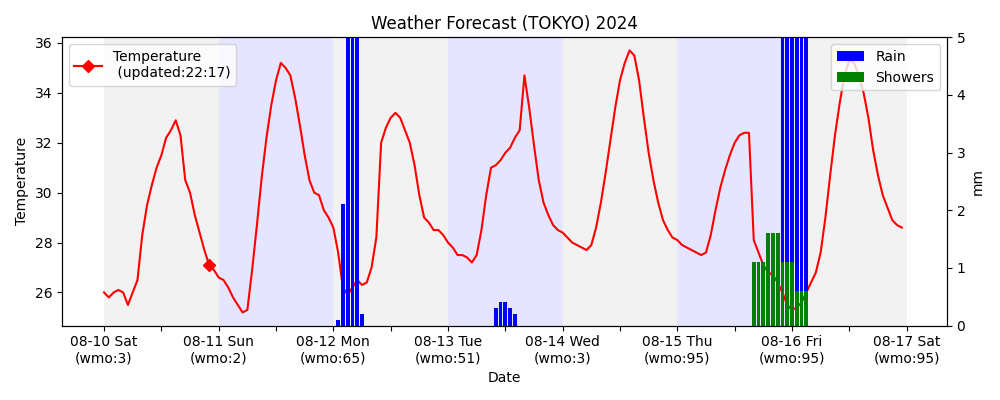 Weather Forecast (TOKYO) 2024
Temperature
(updated:22:17)
Rain
Showers
36
34
32
30
28
26
Temperature
5
4
3
2
1
0
mm
08-10 Sat
(wmo:3)
08-11 Sun
(wmo:2)
08-12 Mon
(wmo:65)
08-13 Tue
(wmo:51)
08-14 Wed
(wmo:3)
08-15 Thu
(wmo:95)
08-16 Fri
(wmo:95)
08-17 Sat
(wmo:95)
Date